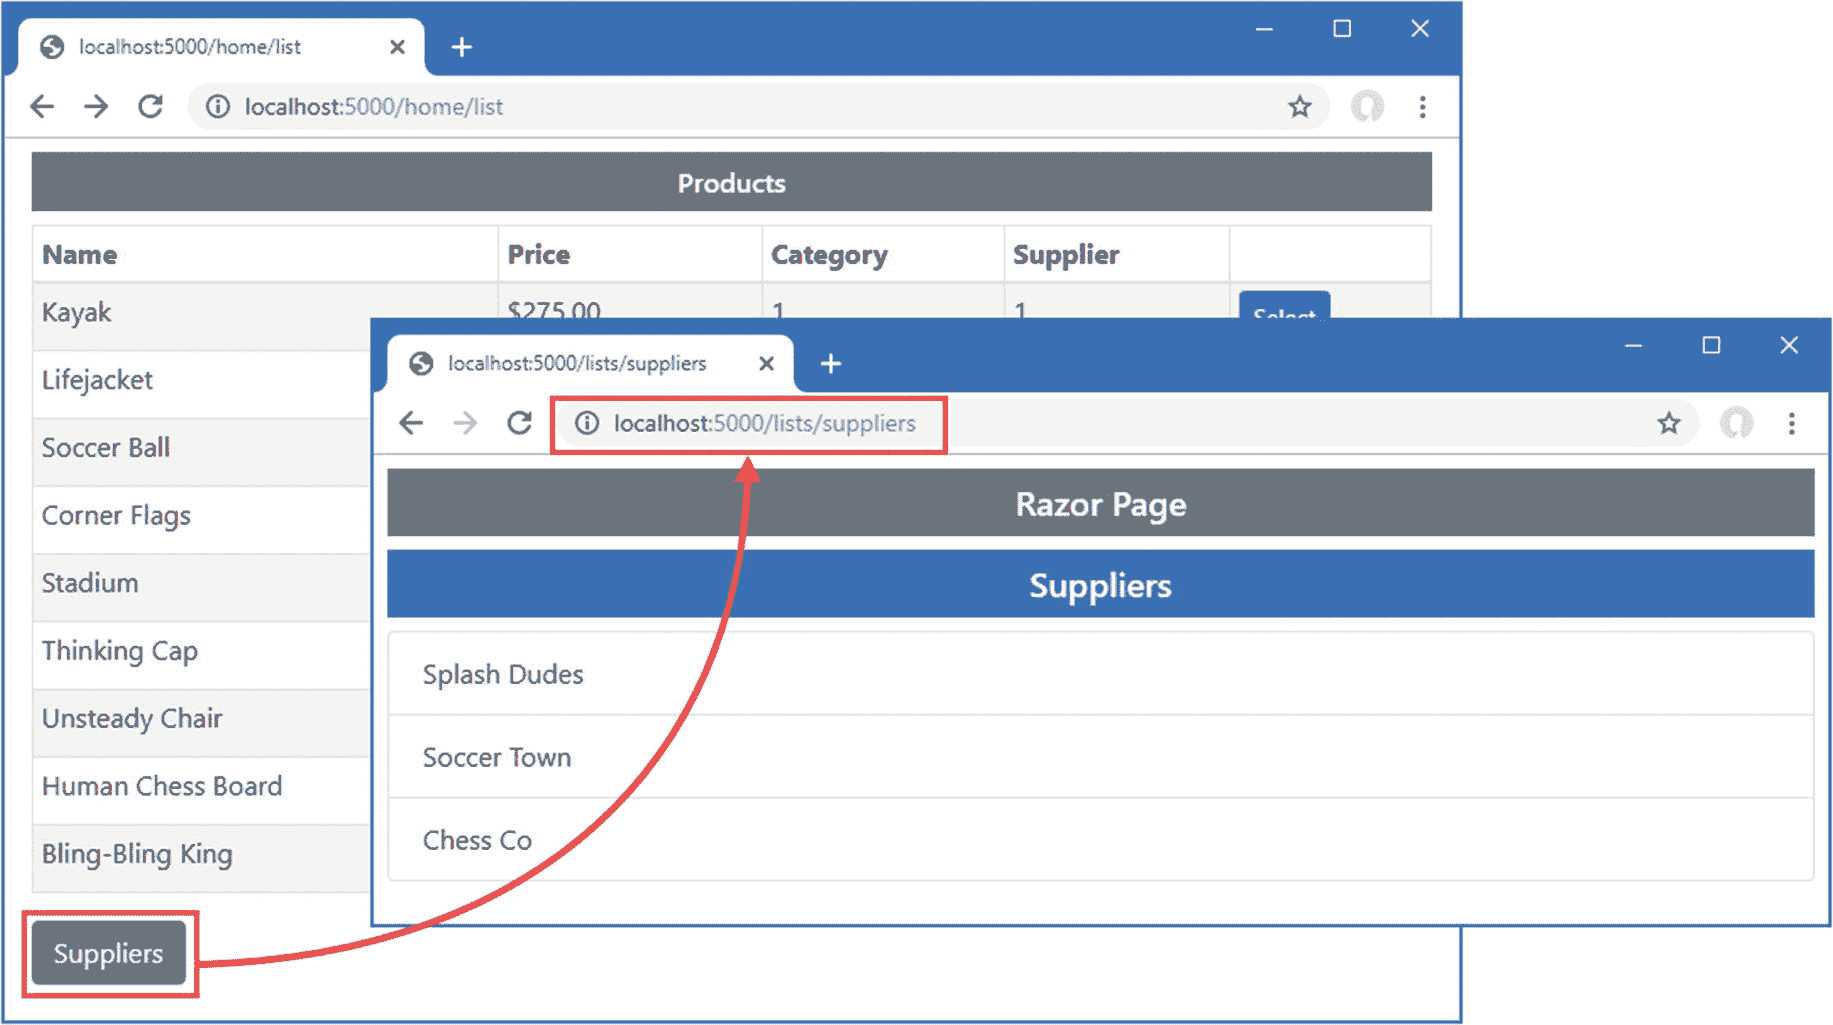 localhost:5000/home/list
localhost:5000/home/list
Products
Name Price Category Supplier
Kayak $275.00 1 1 Select
Lifejacket
Soccer Ball
Corner Flags
Stadium
Thinking Cap
Unsteady Chair
Human Chess Board
Bling-Bling King
Suppliers
localhost:5000/lists/suppliers
localhost:5000/lists/suppliers
Razor Page
Suppliers
Splash Dudes
Soccer Town
Chess Co